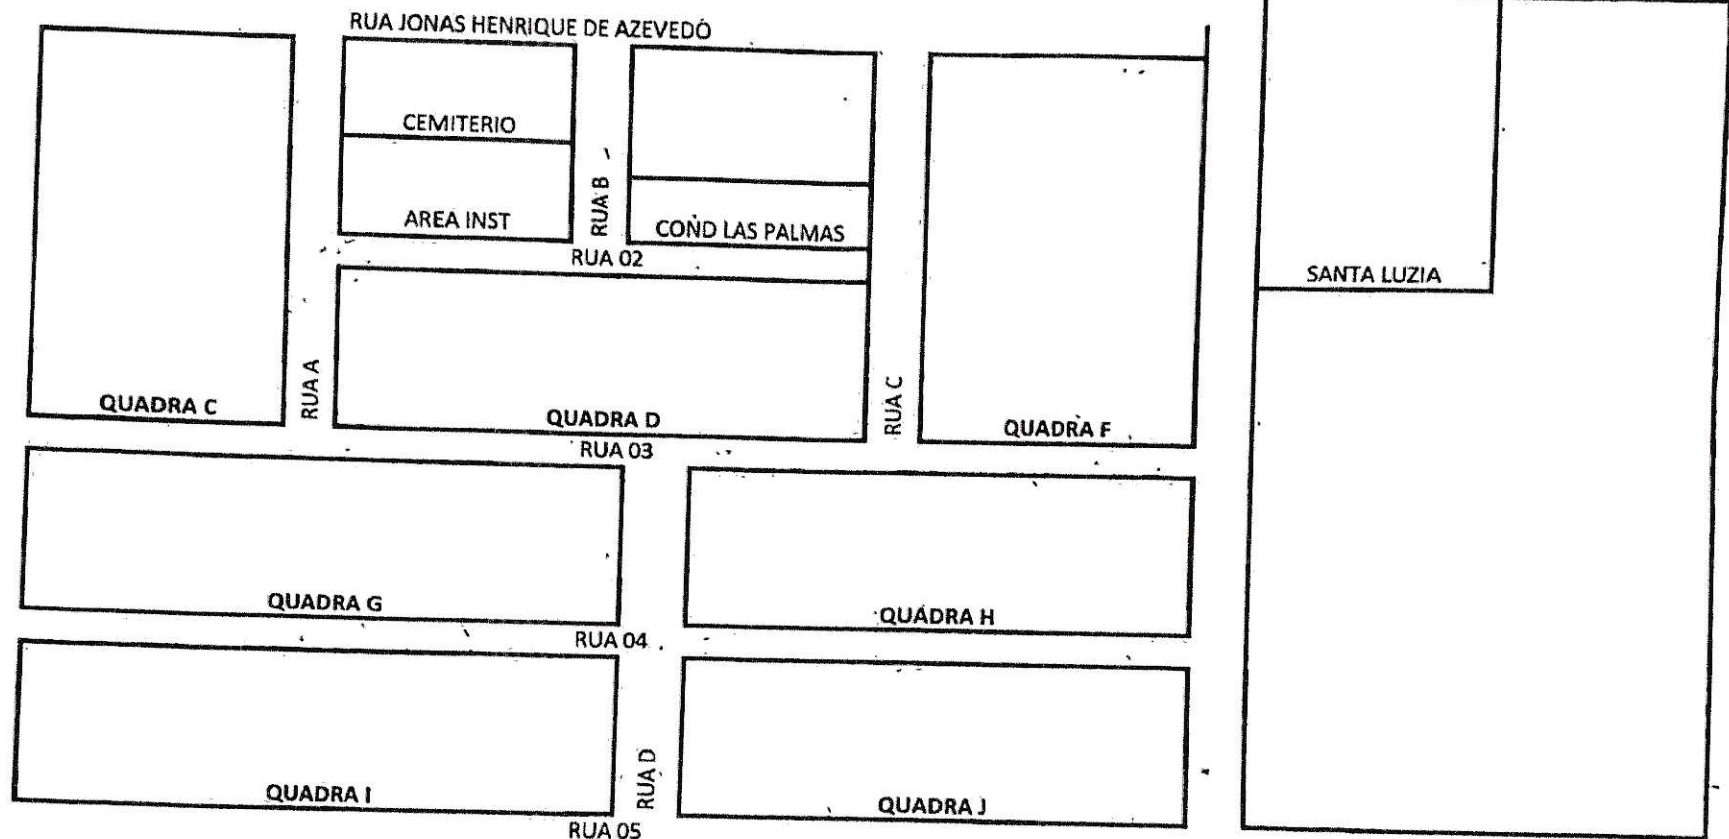 RUA JONAS HENRIQUE DE AZEVEDO
CEMITERIO
RUA B
AREA INST
COND LAS PALMAS
RUA 02
SANTA LUZIA
RUA A
RUA C
QUADRA C
QUADRA D
QUADRA F
RUA 03
QUADRA G
QUADRA H
RUA 04
RUA D
QUADRA I
QUADRA J
RUA 05